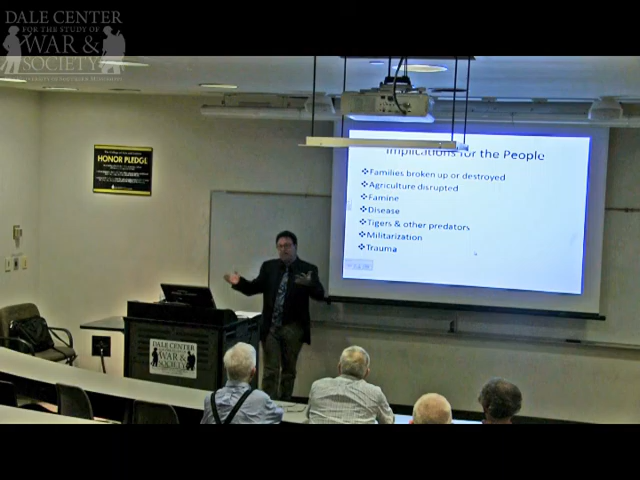 DALE CENTER
FOR THE STUDY OF
WAR &
SOCIETY
HONOR PLEDGE
Implications for the People
❖Families broken up or destroyed
❖Agriculture disrupted
❖Famine
❖Disease
❖Tigers & other predators
❖Militarization
❖Trauma
DALE CENTER
WAR &
SOCIETY